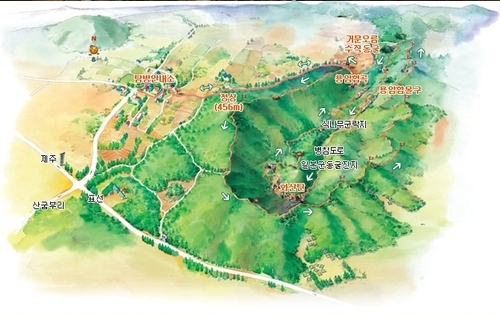 N
거문오름
수직동굴
탐방안내소
정상
(456m)
용암협곡
용암함몰구
식나무군락지
병참도로
일본군동굴진지
화산탄
제주
산굼부리
표선